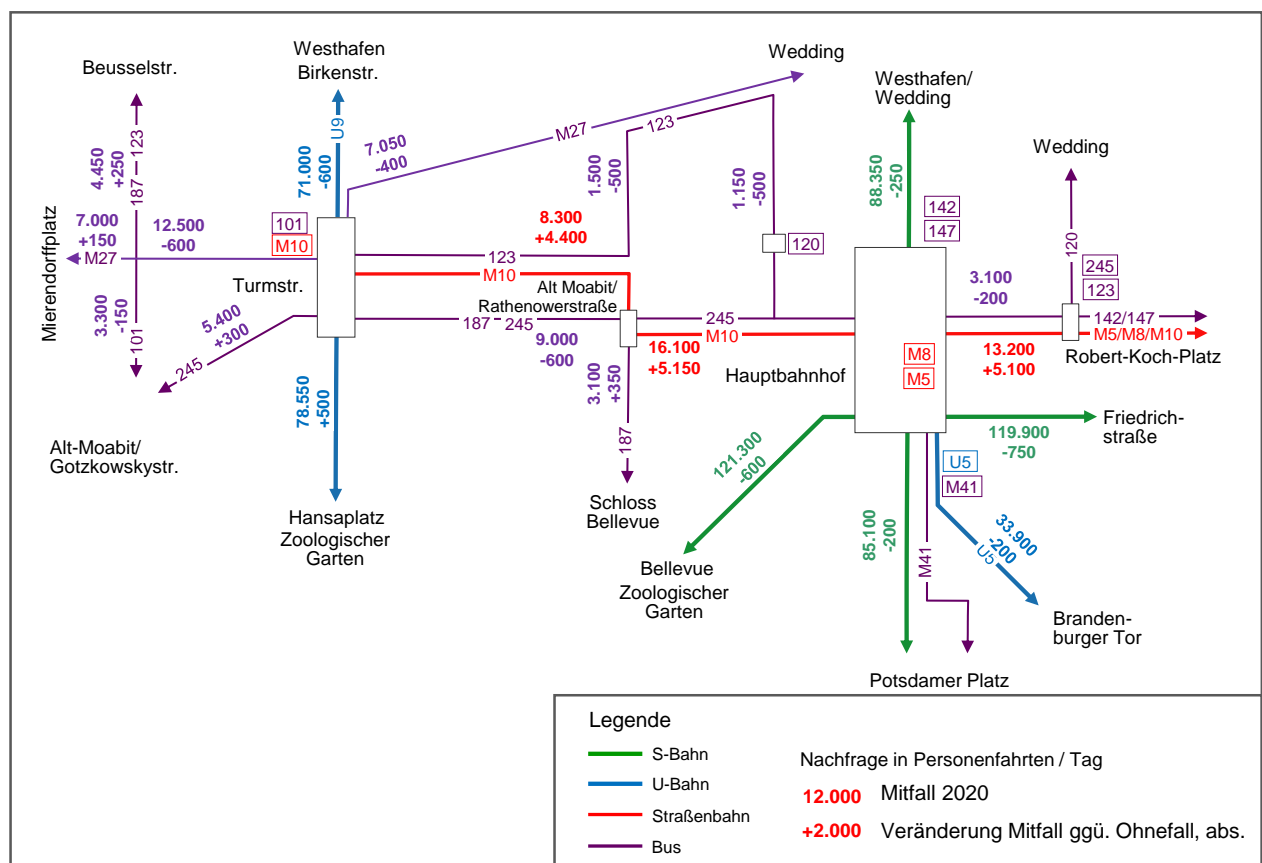 Westhafen
Birkenstr.
Beusselstr.
Wedding
Westhafen/
Wedding
Wedding
U9
71.000
-600
M27
7.050
-400
123
1.500
-500
1.150
-500
88.350
-250
123
187
4.450
+250
7.000
+150
M27
12.500
-600
101
M10
8.300
+4.400
123
M10
120
142
147
120
245
123
3.100
-200
Mierendorffplatz
Turmstr.
Alt Moabit/
Rathenowerstraße
187
245
245
M10
142/147
M5/M8/M10
Robert-Koch-Platz
3.300
-150
101
5.400
+300
245
9.000
-600
16.100
+5.150
Hauptbahnhof
M8
M5
13.200
+5.100
78.550
+500
3.100
+350
187
121.300
-600
119.900
-750
Friedrich-
straße
Alt-Moabit/
Gotzkowskystr.
U5
M41
Hansaplatz
Zoologischer
Garten
Schloss
Bellevue
85.100
-200
M41
33.900
-200
U5
Bellevue
Zoologischer
Garten
Branden-
burger Tor
Potsdamer Platz
Legende
S-Bahn
U-Bahn
Straßenbahn
Bus
Nachfrage in Personenfahrten / Tag
12.000 Mitfall 2020
+2.000 Veränderung Mitfall ggü. Ohnefall, abs.